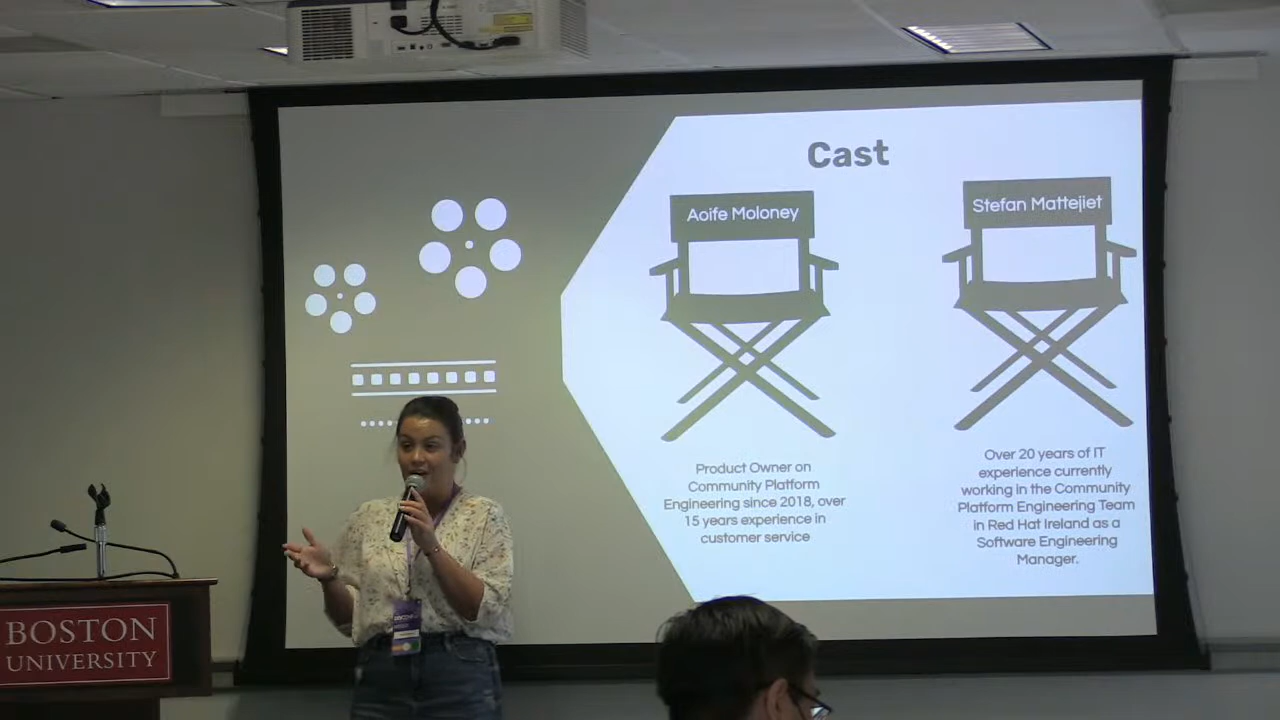 Cast
Aoife Moloney
Product Owner on
Community Platform
Engineering since 2018, over
15 years experience in
customer service
Stefan Mattejiet
Over 20 years of IT
experience currently
working in the Community
Platform Engineering Team
in Red Hat Ireland as a
Software Engineering
Manager.
BOSTON
UNIVERSITY